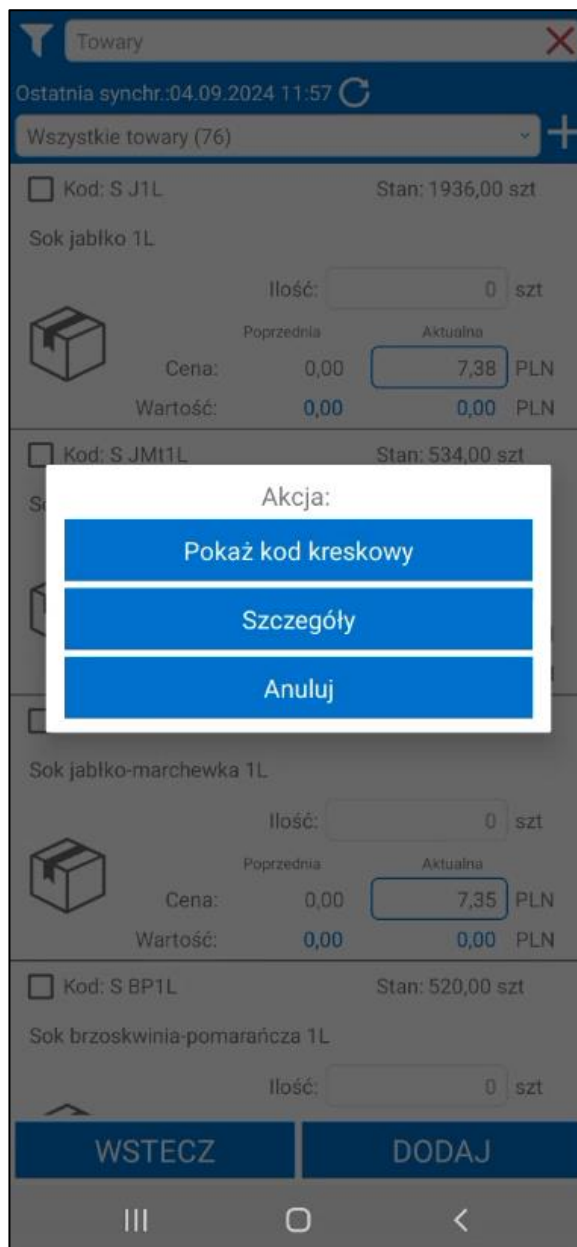 Towary
Ostatnia synchr.:04.09.2024 11:57
Wszystkie towary (76)
Kod: S J1L Stan: 1936,00 szt
Sok jabłko 1L
Ilość: 0 szt
Poprzednia Aktualna
Cena: 0,00 7,38 PLN
Wartość: 0,00 0,00 PLN
Kod: S JMt1L Stan: 534,00 szt
Akcja:
Pokaż kod kreskowy
Szczegóły
Anuluj
Sok jabłko-marchewka 1L
Ilość: 0 szt
Poprzednia Aktualna
Cena: 0,00 7,35 PLN
Wartość: 0,00 0,00 PLN
Kod: S BP1L Stan: 520,00 szt
Sok brzoskwinia-pomarańcza 1L
Ilość: 0 szt
WSTECZ DODAJ